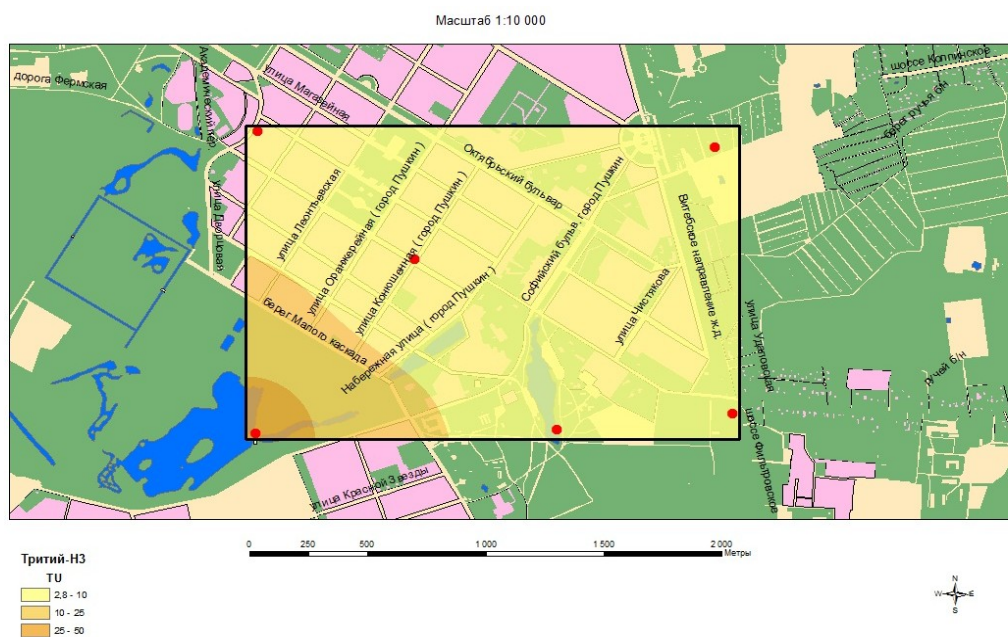 Масштаб 1:10 000
дорога Фермская
Академический пер
улица Магазейная
шоссе Колпинское
берег ручья б/н
Октябрьский бульвар
улица Леонтьевская
улица Оранжерейная ( город Пушкин )
улица Конюшенная ( город Пушкин )
Софийский бульв. город Пушкин
Витебское направление ж.д.
улица Дворцовая
берег Малого каскада
Набережная улица ( город Пушкин )
улица Чистякова
улица Удаловская
ручей б/н
шоссе Фильтровское
улица Красной Звезды
0 250 500 1 000 1 500 2 000
Метры
Тритий-Н3
TU
2,8 - 10
10 - 25
25 - 50
N
W E
S